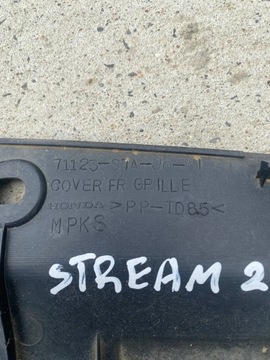 COVER FR GRILLE
HONDA >PP-TD85<
MPKS
STREAM 2